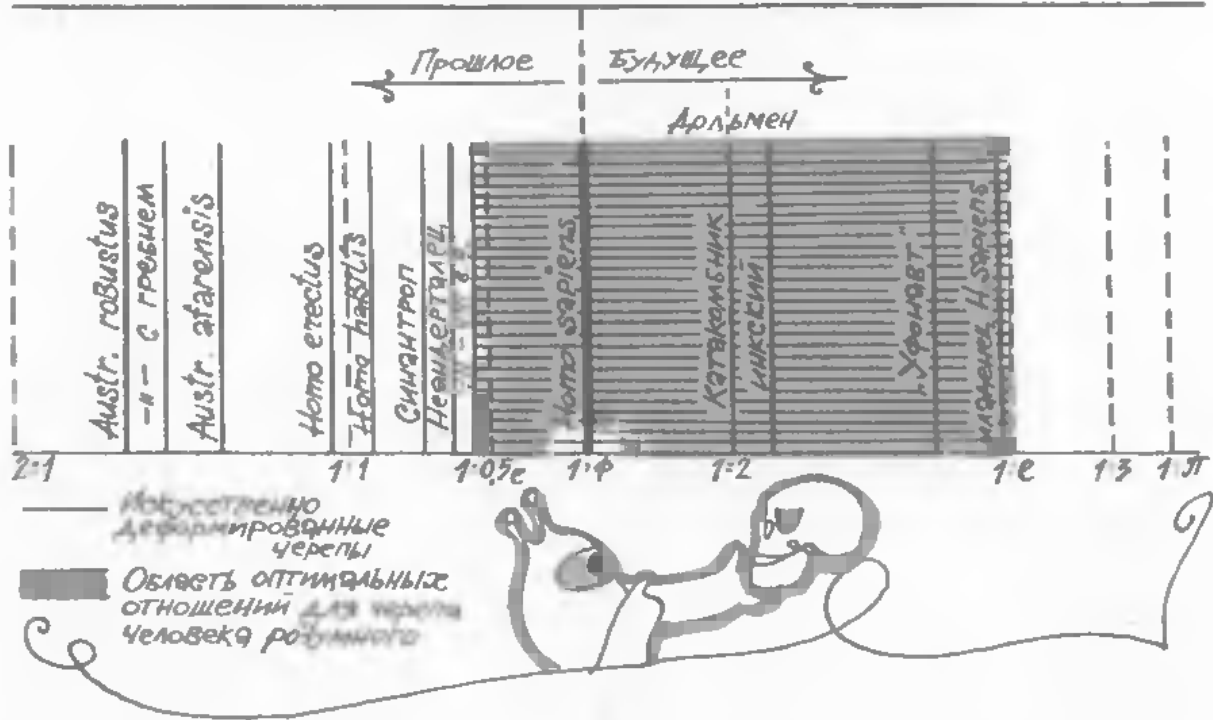 Прошлое
Будущее
Дольмен
Austr. robustus
-"- с гребнем
Austr. afarensis
Homo erectus
Homo habilis
Синантроп
Неандерталец
Homo sapiens
Катакомбник
инкский
„Уфонавт"
младенец H. sapiens
2:1
1:1
1:0,5e
1:Ф
1:2
1:e
1:3
1:π
Искусственно
деформированные
черепы
Область оптимальных
отношений для черепа
человека разумного